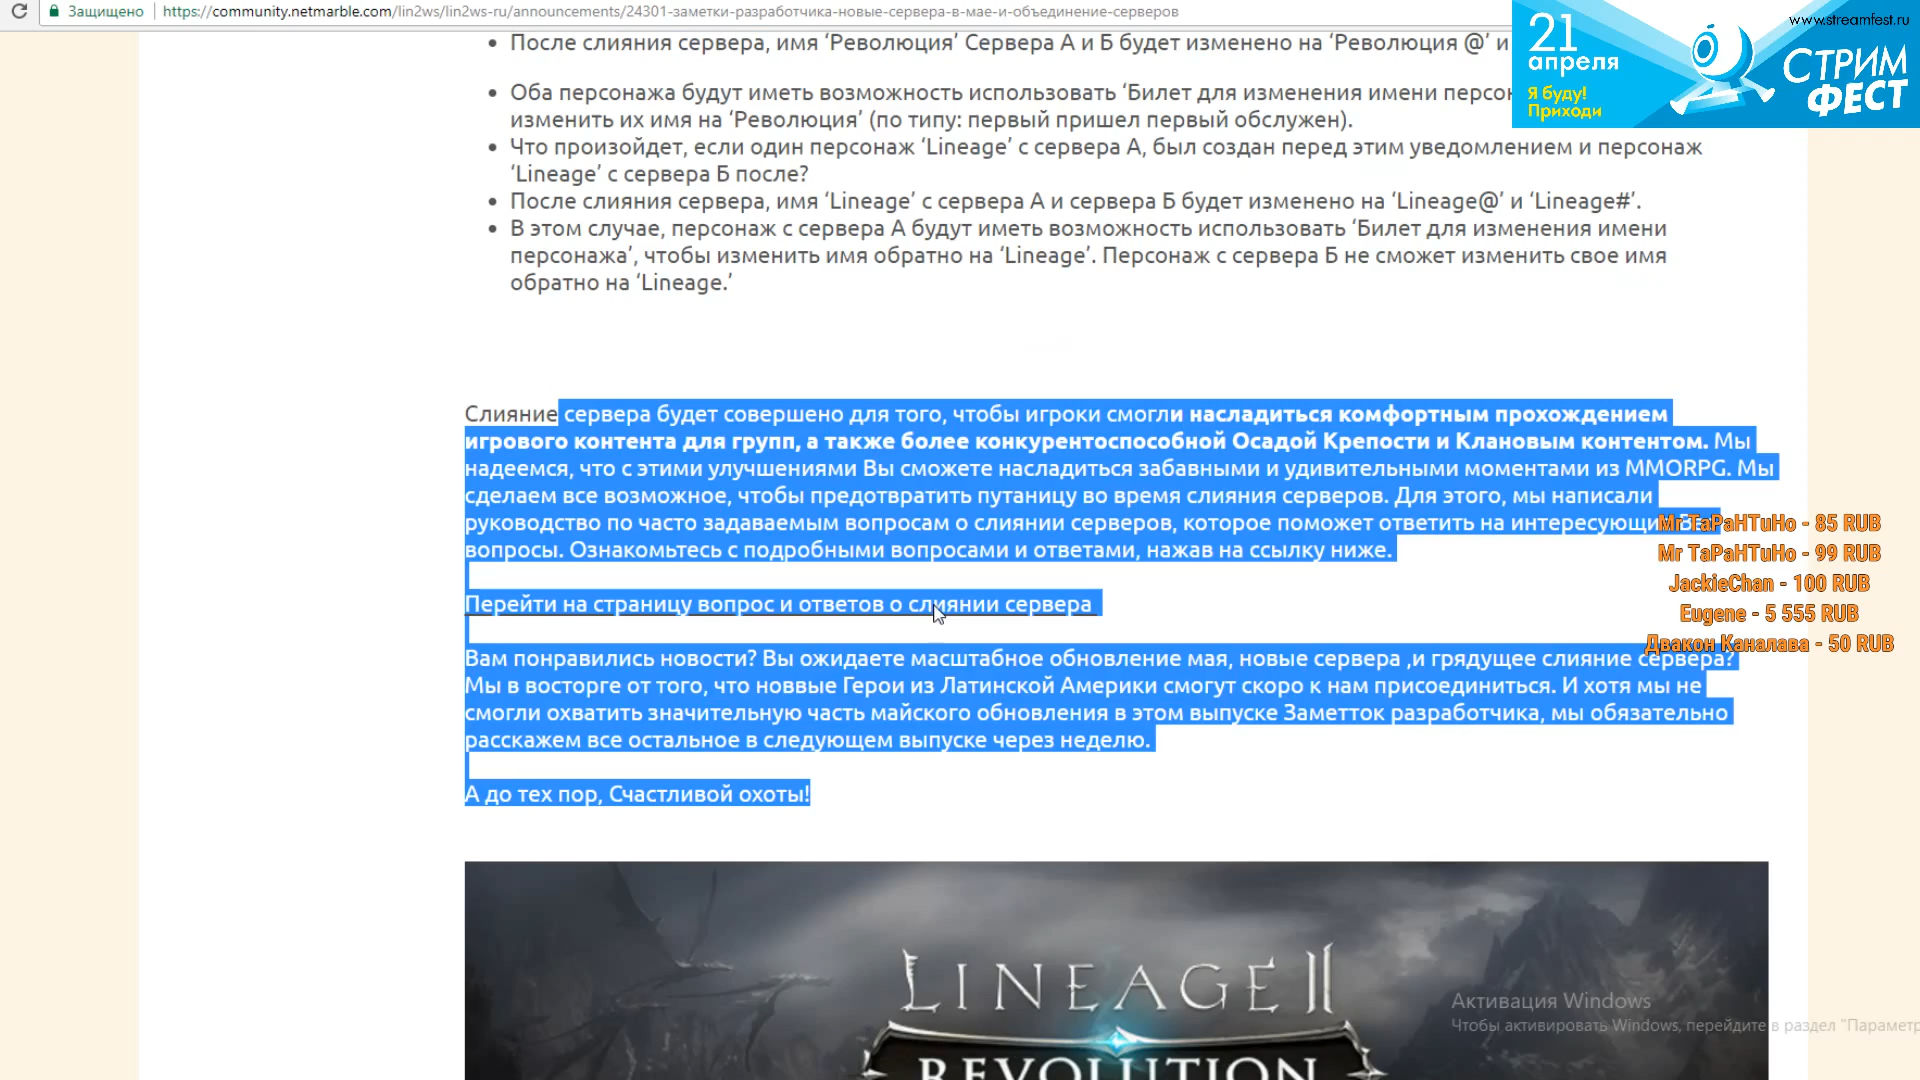 Защищено
https://community.netmarble.com/lin2ws/lin2ws-ru/announcements/24301-заметки-разработчика-новые-сервера-в-мае-и-объединение-серверов
www.streamfest.ru
21
апреля
Я буду!
Приходи
СТРИМ
ФЕСТ
После слияния сервера, имя ‘Революция’ Сервера А и Б будет изменено на ‘Революция @’ и
Оба персонажа будут иметь возможность использовать ‘Билет для изменения имени
изменить их имя на ‘Революция’ (по типу: первый пришел первый обслужен).
Что произойдет, если один персонаж ‘Lineage’ с сервера А, был создан перед этим уведомлением и персонаж
‘Lineage’ с сервера Б после?
После слияния сервера, имя ‘Lineage’ с сервера А и сервера Б будет изменено на ‘Lineage@’ и ‘Lineage#’.
В этом случае, персонаж с сервера А будут иметь возможность использовать ‘Билет для изменения имени
персонажа’, чтобы изменить имя обратно на ‘Lineage’. Персонаж с сервера Б не сможет изменить свое имя
обратно на ‘Lineage.’
Слияние сервера будет совершено для того, чтобы игроки смогли насладиться комфортным прохождением
игрового контента для групп, а также более конкурентоспособной Осадой Крепости и Клановым контентом. Мы
надеемся, что с этими улучшениями Вы сможете насладиться забавными и удивительными моментами из MMORPG. Мы
сделаем все возможное, чтобы предотвратить путаницу во время слияния серверов. Для этого, мы написали
руководство по часто задаваемым вопросам о слиянии серверов, которое поможет ответить на
вопросы. Ознакомьтесь с подробными вопросами и ответами, нажав на ссылку ниже.
Перейти на страницу вопрос и ответов о слиянии сервера
Вам понравились новости? Вы ожидаете масштабное обновление мая, новые сервера ,и грядущее слияние сервера?
Мы в восторге от того, что новвые Герои из Латинской Америки смогут скоро к нам присоединиться. И хотя мы не
смогли охватить значительную часть майского обновления в этом выпуске Заметток разработчика, мы обязательно
расскажем все остальное в следующем выпуске через неделю.
А до тех пор, Счастливой охоты!
Mr TaPaHTuHo - 85 RUB
Mr TaPaHTuHo - 99 RUB
JackieChan - 100 RUB
Eugene - 5 555 RUB
Двакон Каналава - 50 RUB
LINEAGE II
REVOLUTION
Активация Windows
Чтобы активировать Windows, перейдите в раздел "Параметр